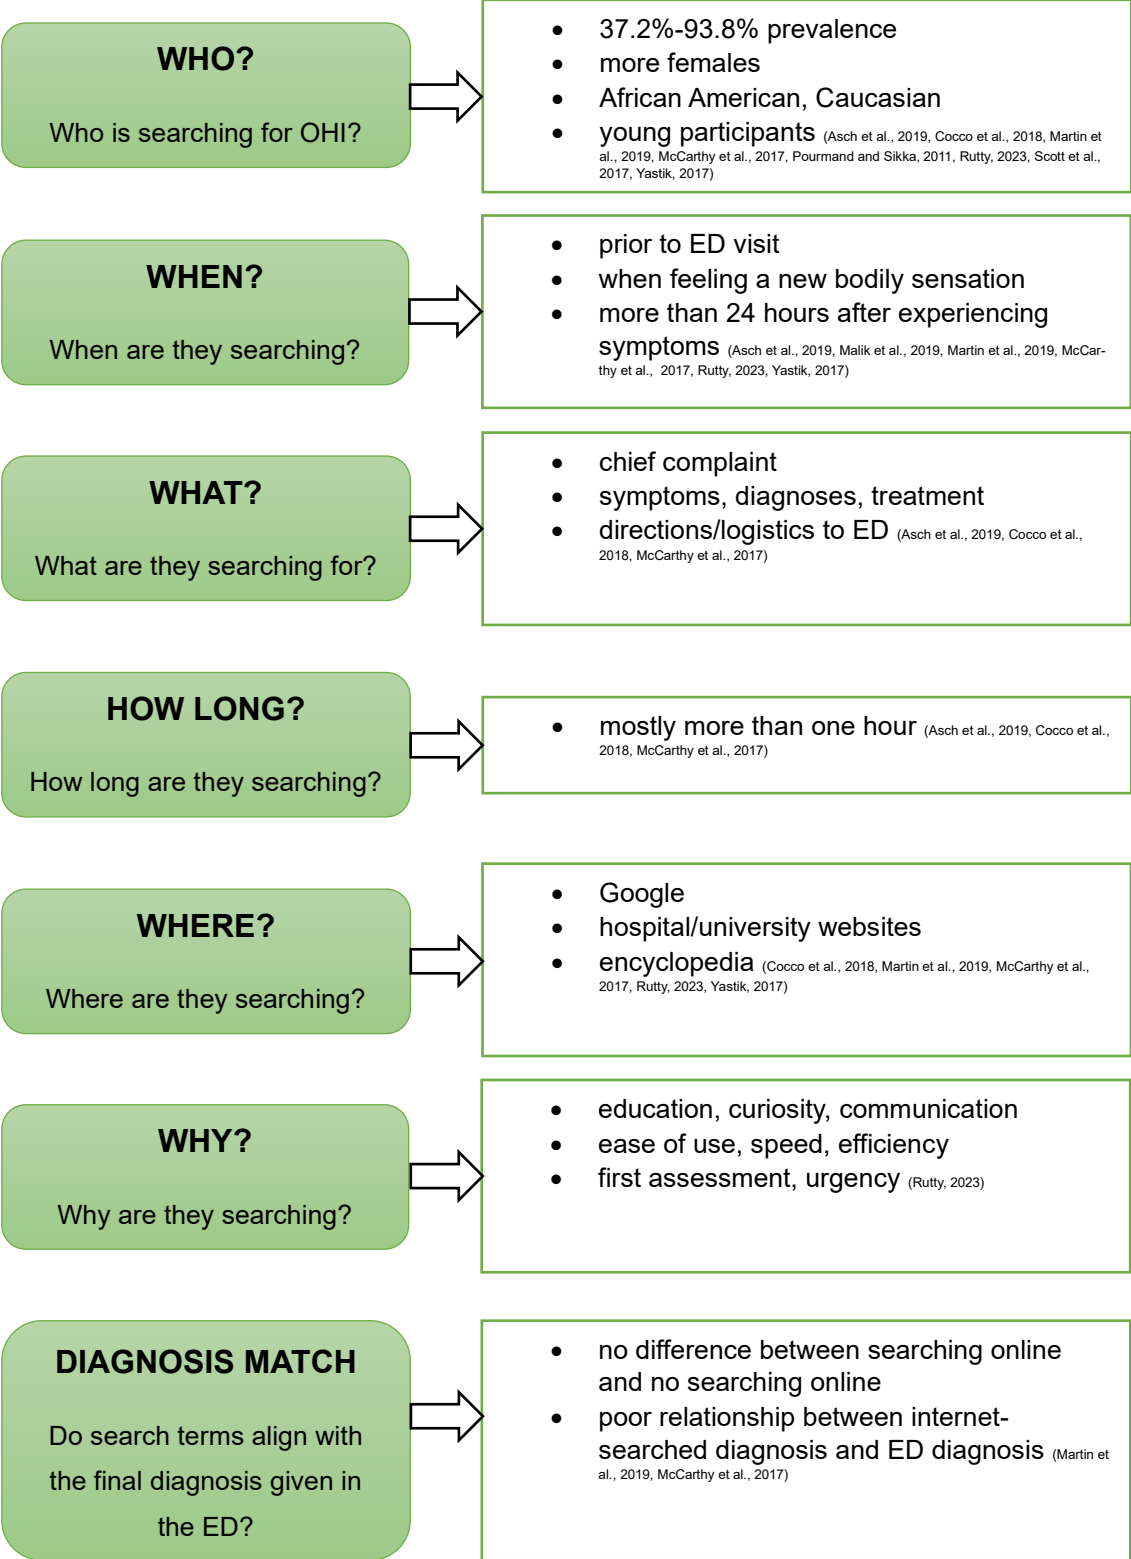 WHO?
Who is searching for OHI?
• 37.2%-93.8% prevalence
• more females
• African American, Caucasian
• young participants (Asch et al., 2019, Cocco et al., 2018, Martin et
al., 2019, McCarthy et al., 2017, Pourmand and Sikka, 2011, Rutty, 2023, Scott et al.,
2017, Yastik, 2017)
WHEN?
When are they searching?
• prior to ED visit
• when feeling a new bodily sensation
• more than 24 hours after experiencing
symptoms (Asch et al., 2019, Malik et al., 2019, Martin et al., 2019, McCar-
thy et al., 2017, Rutty, 2023, Yastik, 2017)
WHAT?
What are they searching for?
• chief complaint
• symptoms, diagnoses, treatment
• directions/logistics to ED (Asch et al., 2019, Cocco et al.,
2018, McCarthy et al., 2017)
HOW LONG?
How long are they searching?
• mostly more than one hour (Asch et al., 2019, Cocco et al.,
2018, McCarthy et al., 2017)
WHERE?
Where are they searching?
• Google
• hospital/university websites
• encyclopedia (Cocco et al., 2018, Martin et al., 2019, McCarthy et al.,
2017, Rutty, 2023, Yastik, 2017)
WHY?
Why are they searching?
• education, curiosity, communication
• ease of use, speed, efficiency
• first assessment, urgency (Rutty, 2023)
DIAGNOSIS MATCH
Do search terms align with
the final diagnosis given in
the ED?
• no difference between searching online
and no searching online
• poor relationship between internet-
searched diagnosis and ED diagnosis (Martin et
al., 2019, McCarthy et al., 2017)